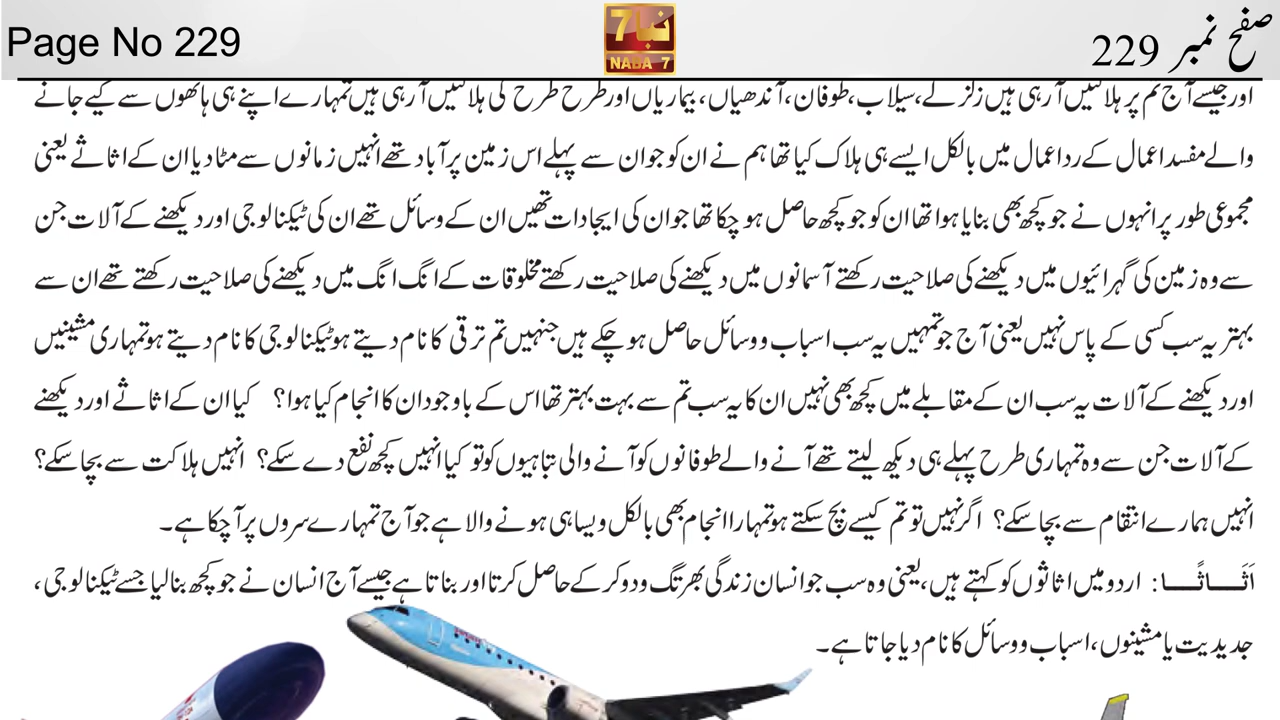 Page No 229
نبا 7
NABA 7
صفح نمبر 229
اور جیسے آج تم پر ہلاکتیں آ رہی ہیں زلزلے، سیلاب، طوفان، آندھیاں، بیماریاں اور طرح طرح کی ہلاکتیں آ رہی ہیں تمہارے اپنے ہی ہاتھوں سے کیے جانے
والے مفسد اعمال کے رد اعمال میں بالکل ایسے ہی ہلاک کیا تھا ہم نے ان کو جو ان سے پہلے اس زمین پر آباد تھے انہیں زمانوں سے مٹا دیا ان کے اثاثے یعنی
مجموعی طور پر انہوں نے جو کچھ بھی بنایا ہوا تھا ان کو جو کچھ حاصل ہو چکا تھا جو ان کی ایجادات تھیں ان کے وسائل تھے ان کی ٹیکنالوجی اور دیکھنے کے آلات جن
سے وہ زمین کی گہرائیوں میں دیکھنے کی صلاحیت رکھتے آسمانوں میں دیکھنے کی صلاحیت رکھتے مخلوقات کے انگ انگ میں دیکھنے کی صلاحیت رکھتے تھے ان سے
بہتر یہ سب کسی کے پاس نہیں یعنی آج جو تمہیں یہ سب اسباب و وسائل حاصل ہو چکے ہیں جنہیں تم ترقی کا نام دیتے ہو ٹیکنالوجی کا نام دیتے ہو تمہاری مشینیں
اور دیکھنے کے آلات یہ سب ان کے مقابلے میں کچھ بھی نہیں ان کا یہ سب تم سے بہت بہتر تھا اس کے باوجود ان کا انجام کیا ہوا؟ کیا ان کے اثاثے اور دیکھنے
کے آلات جن سے وہ تمہاری طرح پہلے ہی دیکھ لیتے تھے آنے والے طوفانوں کو آنے والی تباہیوں کو تو کیا انہیں کچھ نفع دے سکے؟ انہیں ہلاکت سے بچا سکے؟
انہیں ہمارے انتقام سے بچا سکے؟ اگر نہیں تو تم کیسے بچ سکتے ہو تمہارا انجام بھی بالکل ویسا ہی ہونے والا ہے جو آج تمہارے سروں پر آ چکا ہے۔
اَثَـــاثًـــا: اردو میں اثاثوں کو کہتے ہیں، یعنی وہ سب جو انسان زندگی بھر تگ و دو کر کے حاصل کرتا اور بناتا ہے جیسے آج انسان نے جو کچھ بنا لیا جسے ٹیکنالوجی،
جدیدیت یا مشینوں، اسباب و وسائل کا نام دیا جاتا ہے۔